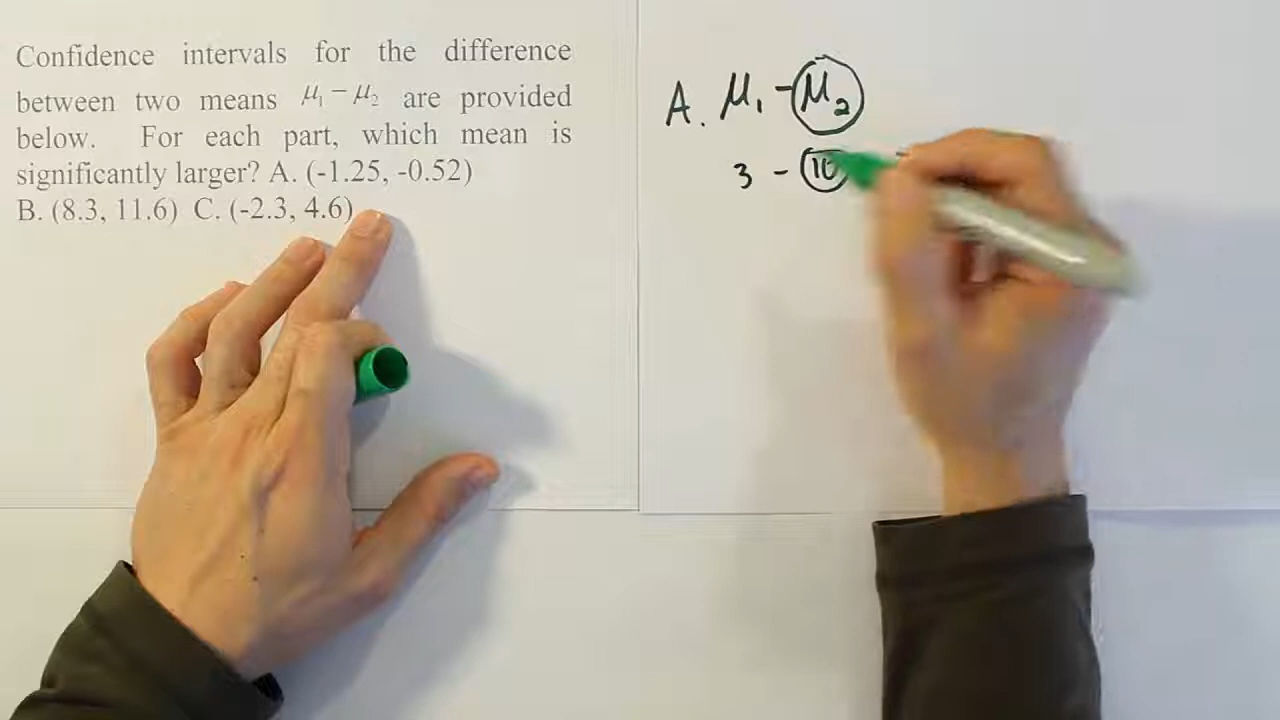 Confidence intervals for the difference
between two means μ₁ − μ₂ are provided
below. For each part, which mean is
significantly larger? A. (-1.25, -0.52)
B. (8.3, 11.6) C. (-2.3, 4.6)
A. μ₁ - μ₂
3 - 10